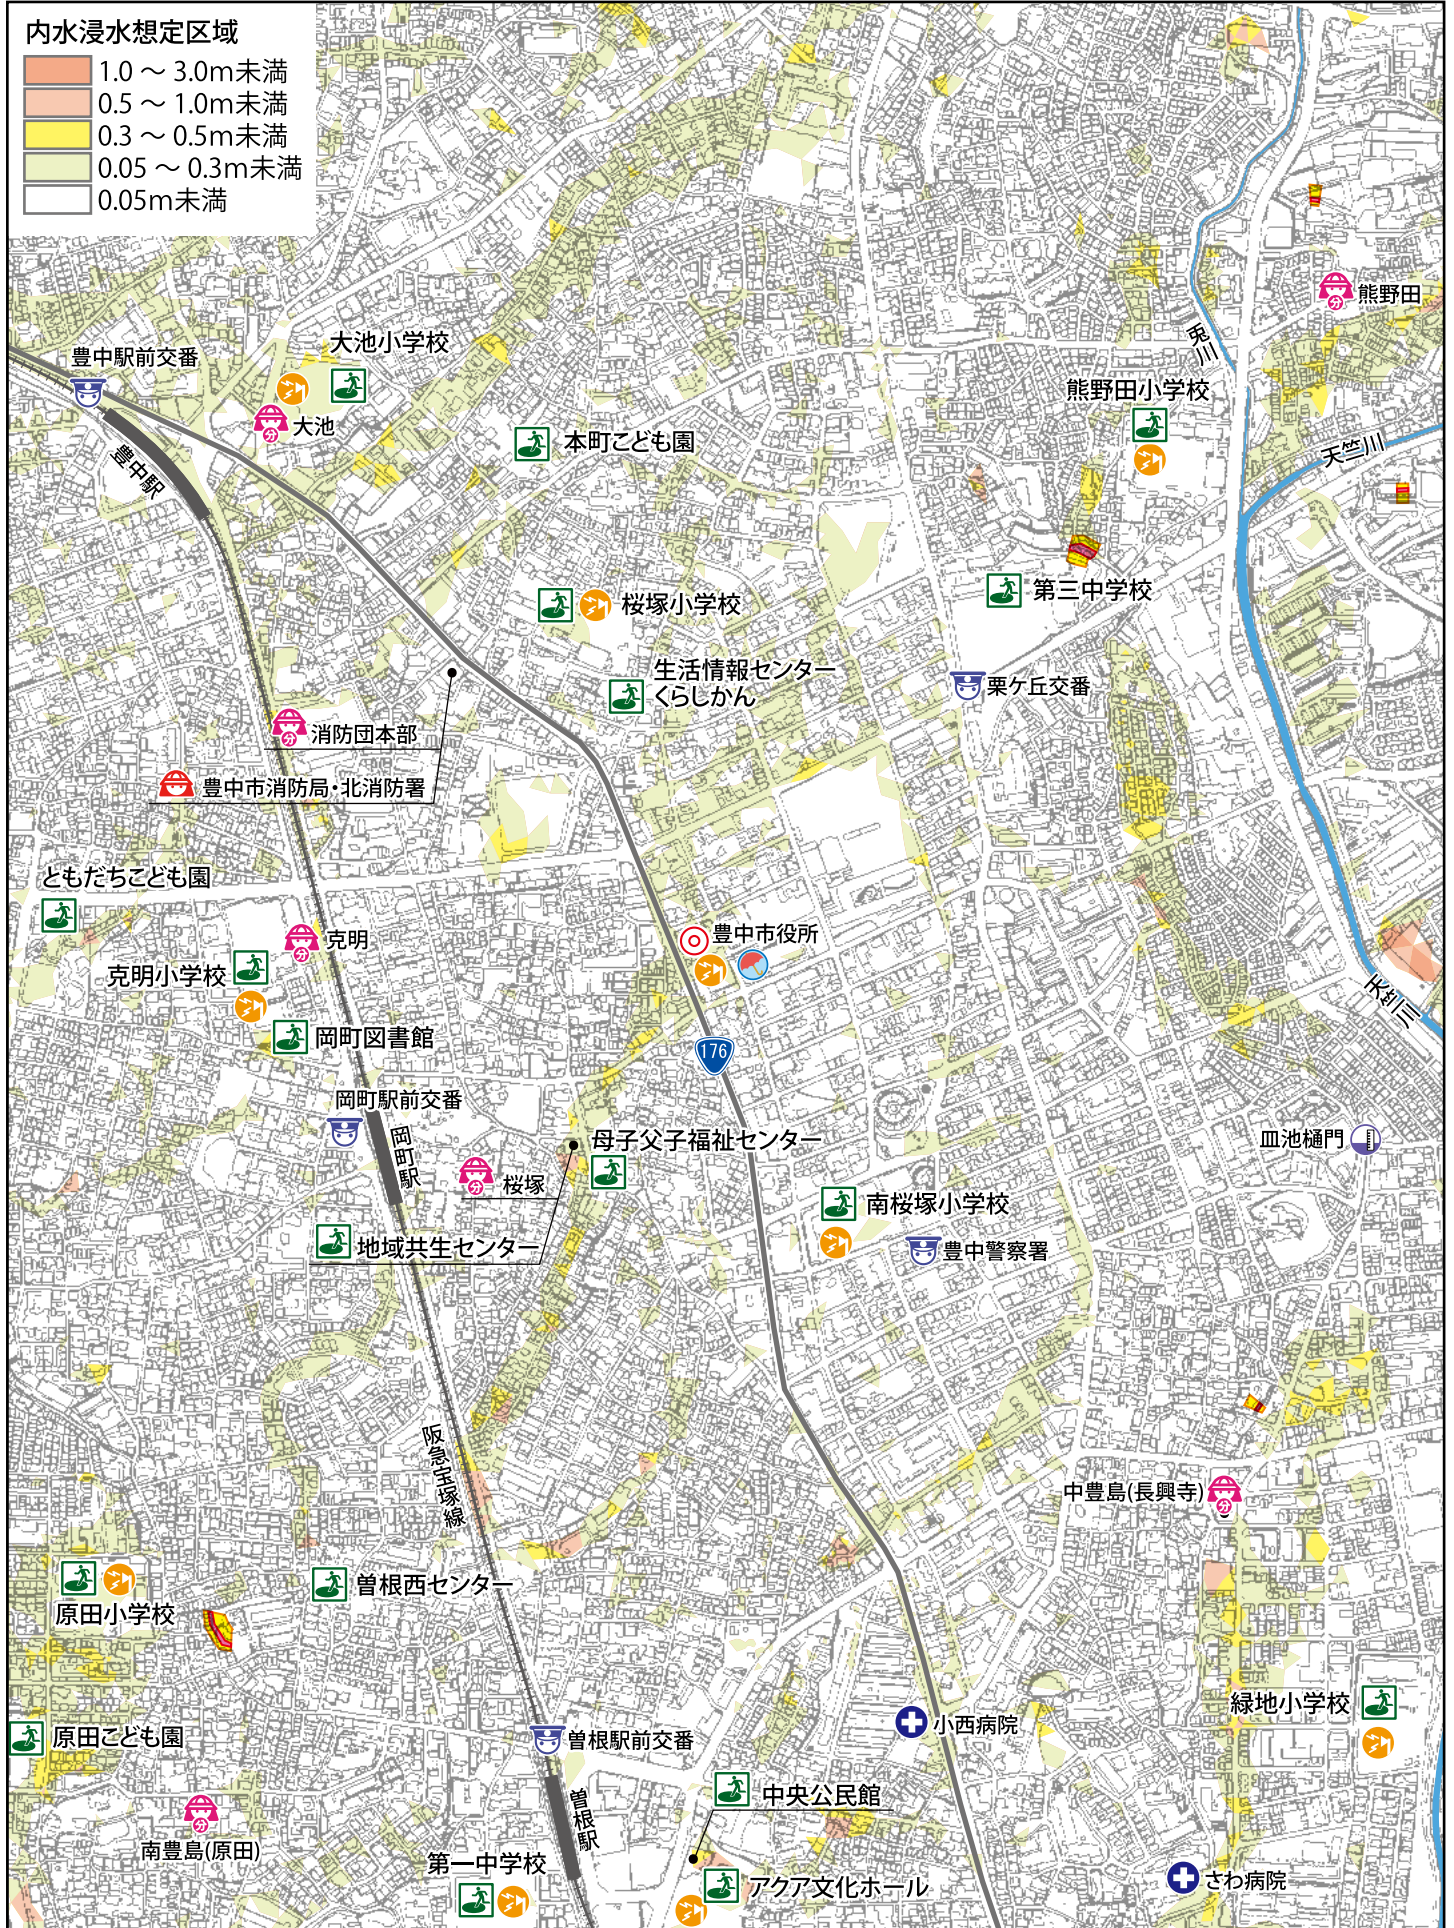 内水浸水想定区域
1.0 ～ 3.0m未満
0.5 ～ 1.0m未満
0.3 ～ 0.5m未満
0.05 ～ 0.3m未満
0.05m未満
分
熊野田
兎川
豊中駅前交番
大池小学校
分
大池
豊中駅
本町こども園
熊野田小学校
天竺川
第三中学校
桜塚小学校
生活情報センター
くらしかん
栗ケ丘交番
分
消防団本部
豊中市消防局・北消防署
ともだちこども園
分
克明
克明小学校
豊中市役所
岡町図書館
天竺川
176
岡町駅前交番
岡町駅
母子父子福祉センター
皿池樋門
分
桜塚
南桜塚小学校
地域共生センター
豊中警察署
阪急宝塚線
中豊島(長興寺)
分
曽根西センター
原田小学校
緑地小学校
小西病院
原田こども園
曽根駅前交番
曽根駅
中央公民館
分
南豊島(原田)
第一中学校
アクア文化ホール
さわ病院